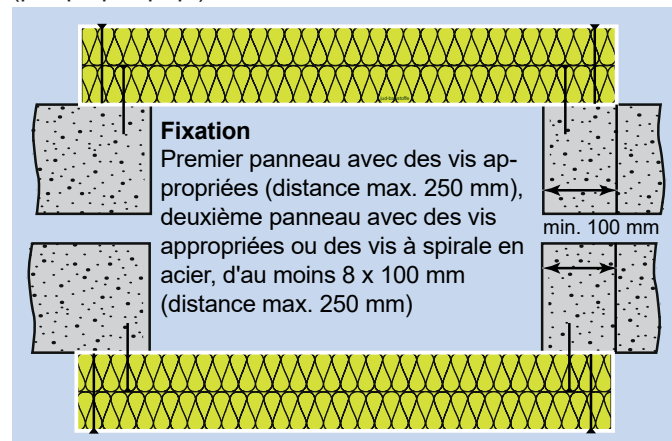 Fixation
Premier panneau avec des vis ap-
propriées (distance max. 250 mm),
deuxième panneau avec des vis
appropriées ou des vis à spirale en
acier, d'au moins 8 x 100 mm
(distance max. 250 mm)
min. 100 mm